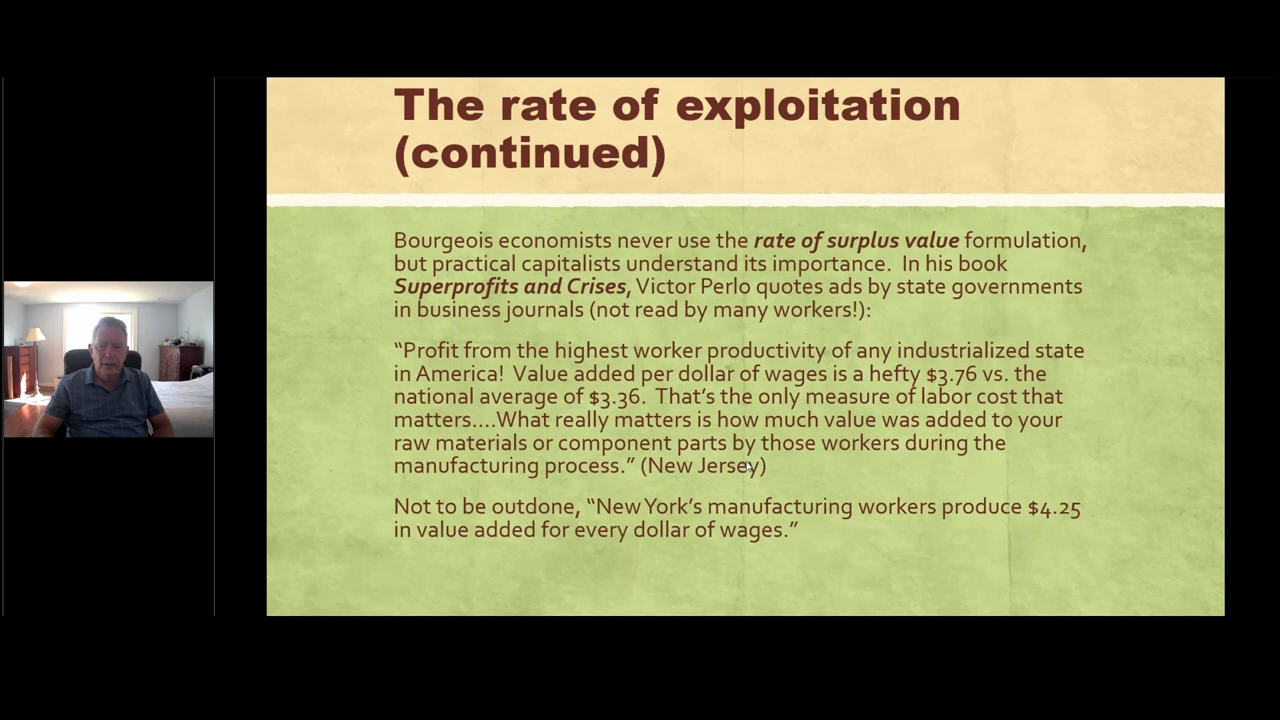 The rate of exploitation
(continued)
Bourgeois economists never use the rate of surplus value formulation,
but practical capitalists understand its importance.  In his book
Superprofits and Crises, Victor Perlo quotes ads by state governments
in business journals (not read by many workers!):
“Profit from the highest worker productivity of any industrialized state
in America!  Value added per dollar of wages is a hefty $3.76 vs. the
national average of $3.36.  That’s the only measure of labor cost that
matters....What really matters is how much value was added to your
raw materials or component parts by those workers during the
manufacturing process.” (New Jersey)
Not to be outdone, “New York’s manufacturing workers produce $4.25
in value added for every dollar of wages.”